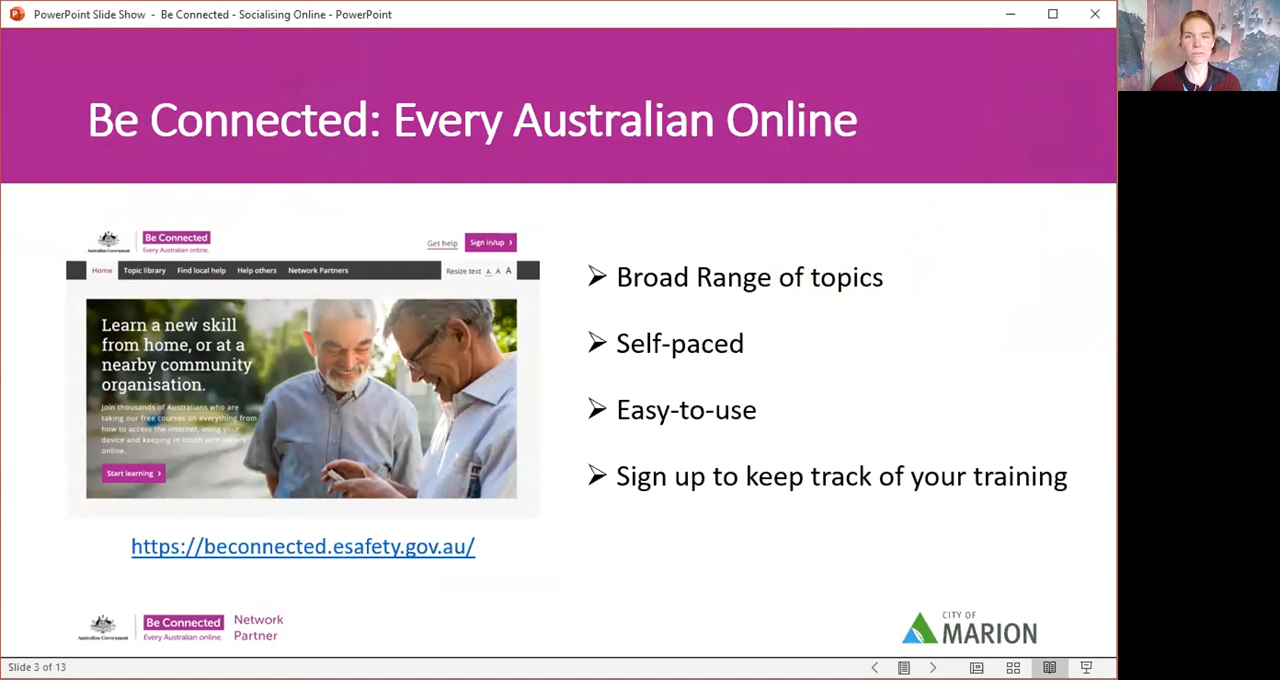 PowerPoint Slide Show - Be Connected - Socialising Online - PowerPoint
Be Connected: Every Australian Online
Australian Government
Be Connected
Every Australian online.
Get help
Sign in/up
Home
Topic library
Find local help
Help others
Network Partners
Resize text A A A
Learn a new skill
from home, or at a
nearby community
organisation.
Join thousands of Australians who are
taking our free courses on everything from
how to access the internet, using your
device and keeping in touch with others
online.
Start learning
https://beconnected.esafety.gov.au/
Broad Range of topics
Self-paced
Easy-to-use
Sign up to keep track of your training
Australian Government
Be Connected
Every Australian online.
Network
Partner
CITY OF
MARION
Slide 3 of 13